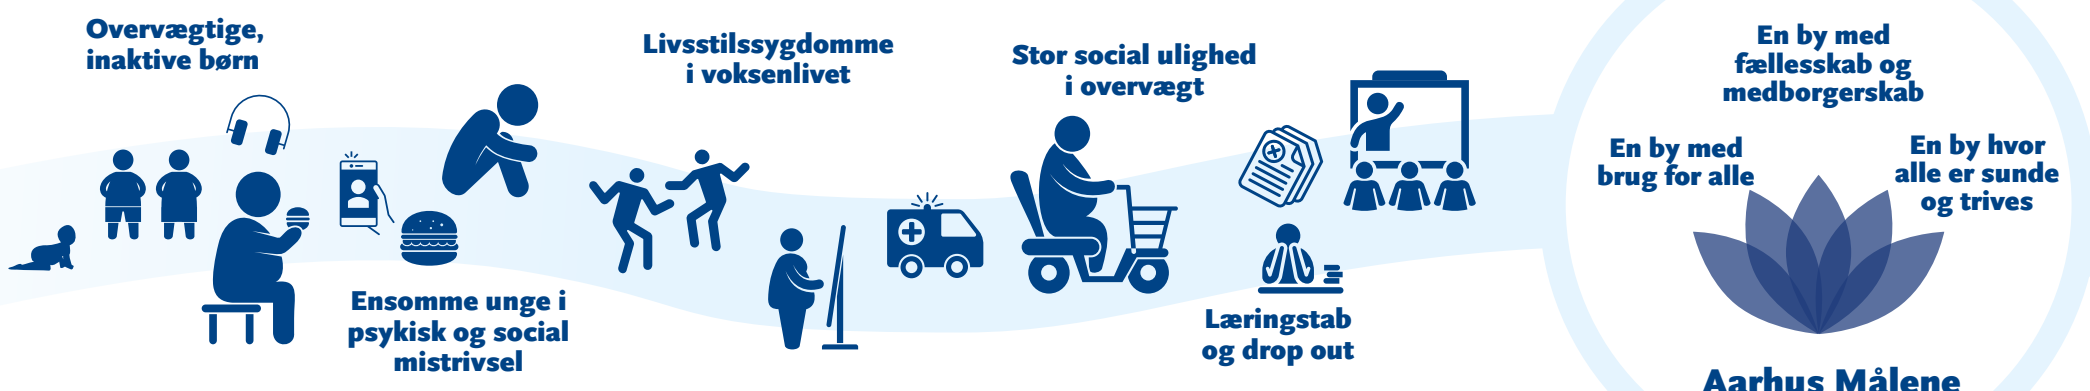 Overvægtige,
inaktive børn
Ensomme unge i
psykisk og social
mistrivsel
Livsstilssygdomme
i voksenlivet
Stor social ulighed
i overvægt
Læringstab
og drop out
En by med
fællesskab og
medborgerskab
En by med
brug for alle
En by hvor
alle er sunde
og trives
Aarhus Målene